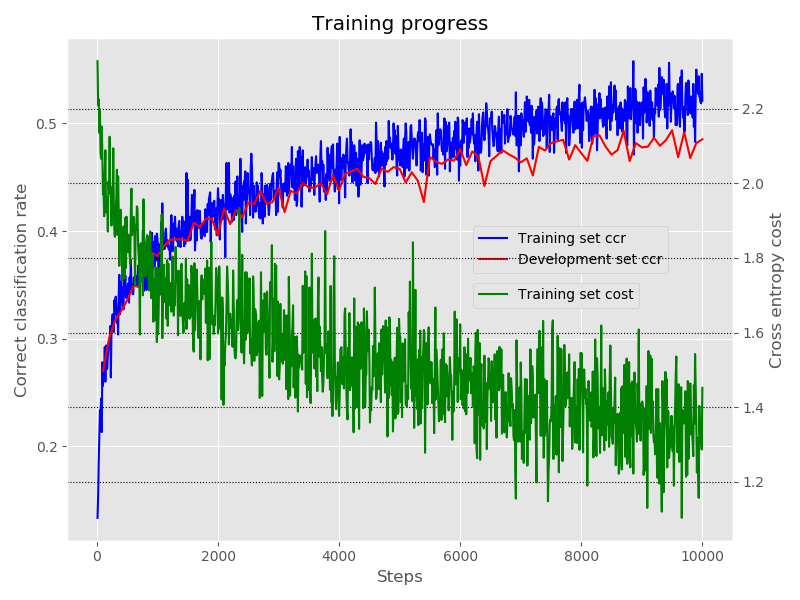 Training progress
Correct classification rate
0.5
0.4
0.3
0.2
2.2
2.0
1.8
1.6
1.4
1.2
Cross entropy cost
Training set ccr
Development set ccr
Training set cost
0 2000 4000 6000 8000 10000
Steps